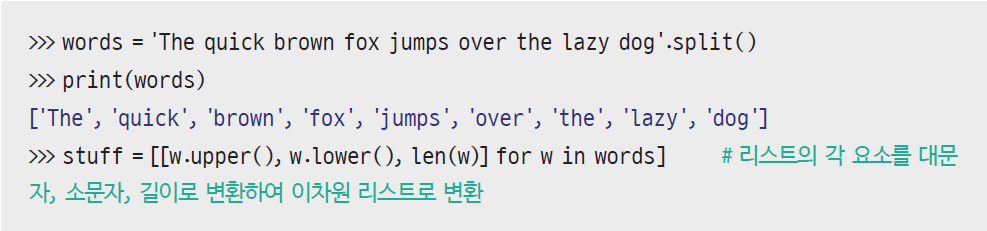 >>> words = 'The quick brown fox jumps over the lazy dog'.split()
>>> print(words)
['The', 'quick', 'brown', 'fox', 'jumps', 'over', 'the', 'lazy', 'dog']
>>> stuff = [[w.upper(), w.lower(), len(w)] for w in words] # 리스트의 각 요소를 대문
자, 소문자, 길이로 변환하여 이차원 리스트로 변환